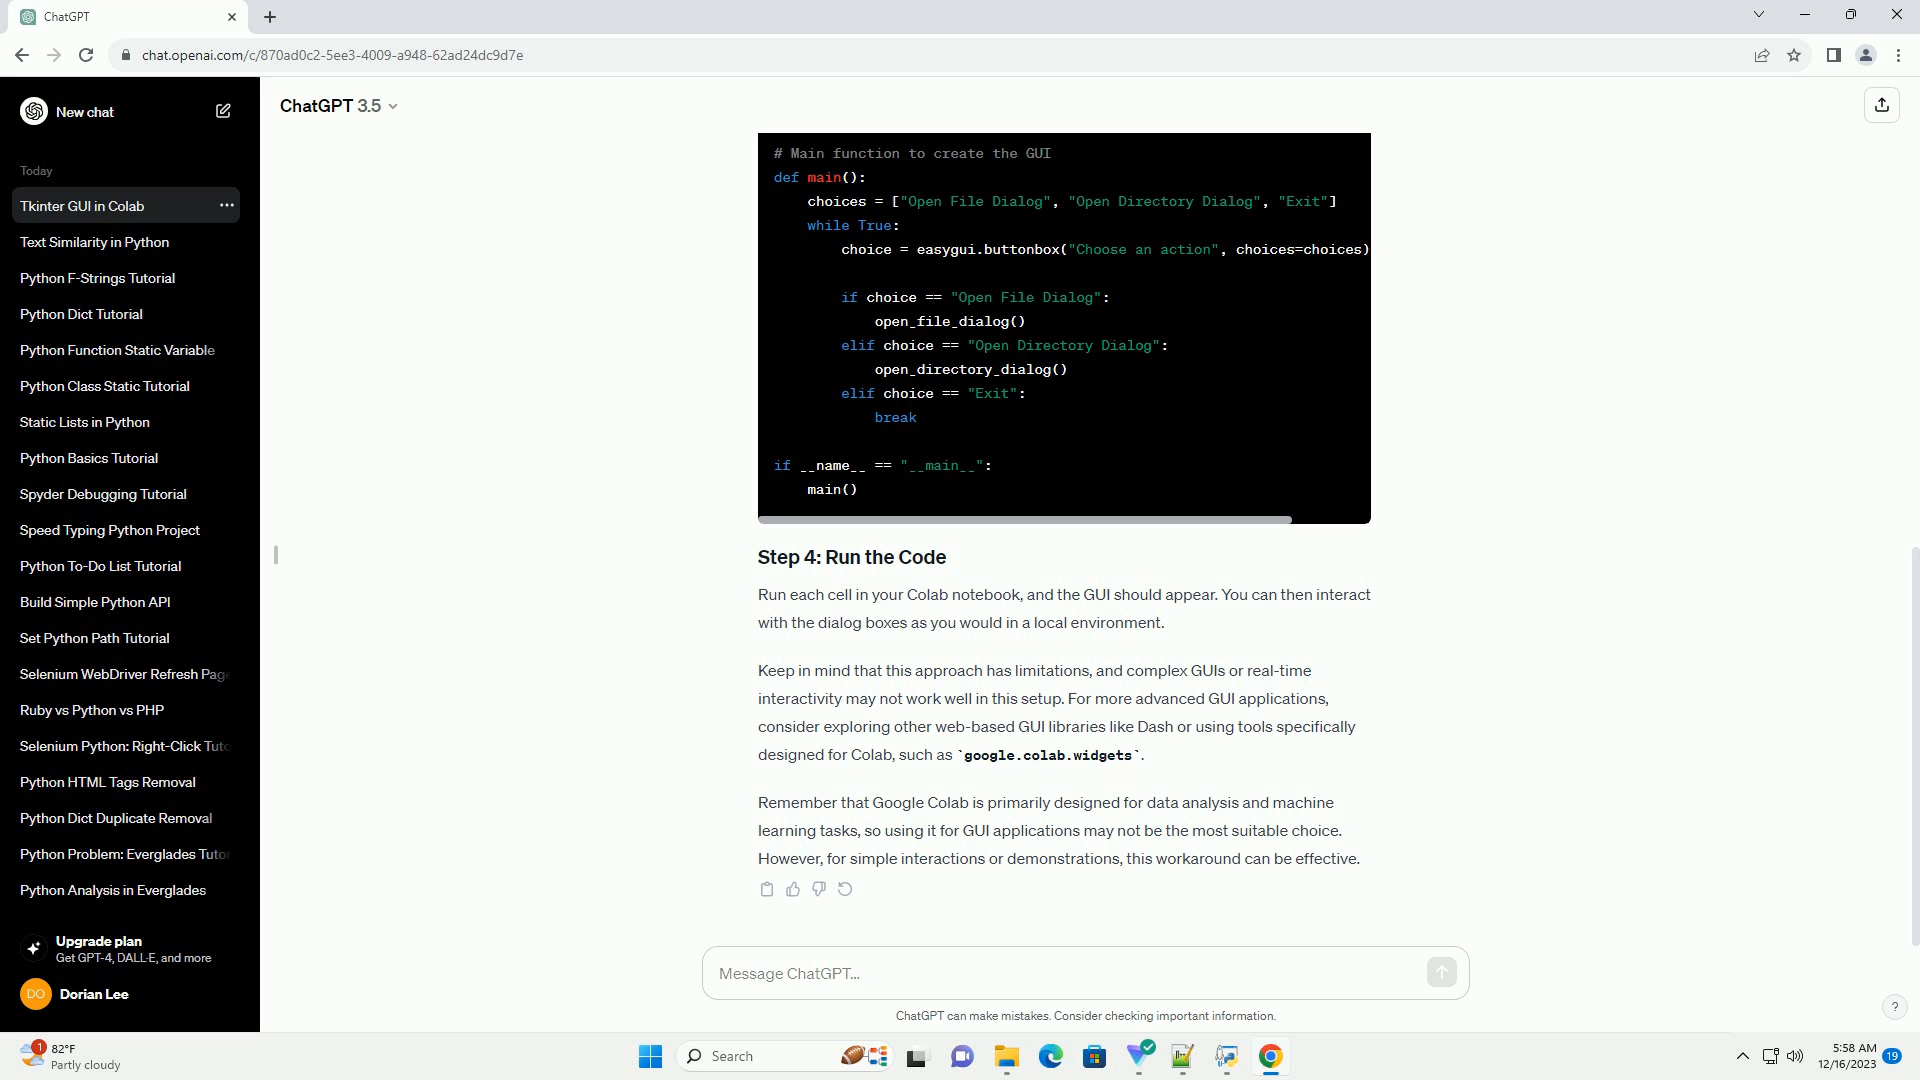 ChatGPT
chat.openai.com/c/870ad0c2-5ee3-4009-a948-62ad24dc9d7e
New chat
Today
Tkinter GUI in Colab
Text Similarity in Python
Python F-Strings Tutorial
Python Dict Tutorial
Python Function Static Variable
Python Class Static Tutorial
Static Lists in Python
Python Basics Tutorial
Spyder Debugging Tutorial
Speed Typing Python Project
Python To-Do List Tutorial
Build Simple Python API
Set Python Path Tutorial
Selenium WebDriver Refresh Page
Ruby vs Python vs PHP
Selenium Python: Right-Click Tuto
Python HTML Tags Removal
Python Dict Duplicate Removal
Python Problem: Everglades Tutor
Python Analysis in Everglades
Upgrade plan
Get GPT-4, DALL·E, and more
DO Dorian Lee
ChatGPT 3.5
# Main function to create the GUI
def main():
choices = ["Open File Dialog", "Open Directory Dialog", "Exit"]
while True:
choice = easygui.buttonbox("Choose an action", choices=choices)
if choice == "Open File Dialog":
open_file_dialog()
elif choice == "Open Directory Dialog":
open_directory_dialog()
elif choice == "Exit":
break
if __name__ == "__main__":
main()
Step 4: Run the Code
Run each cell in your Colab notebook, and the GUI should appear. You can then interact
with the dialog boxes as you would in a local environment.
Keep in mind that this approach has limitations, and complex GUIs or real-time
interactivity may not work well in this setup. For more advanced GUI applications,
consider exploring other web-based GUI libraries like Dash or using tools specifically
designed for Colab, such as `google.colab.widgets`.
Remember that Google Colab is primarily designed for data analysis and machine
learning tasks, so using it for GUI applications may not be the most suitable choice.
However, for simple interactions or demonstrations, this workaround can be effective.
Message ChatGPT...
ChatGPT can make mistakes. Consider checking important information.
?
1
82°F
Partly cloudy
Search
5:58 AM
12/16/2023
19